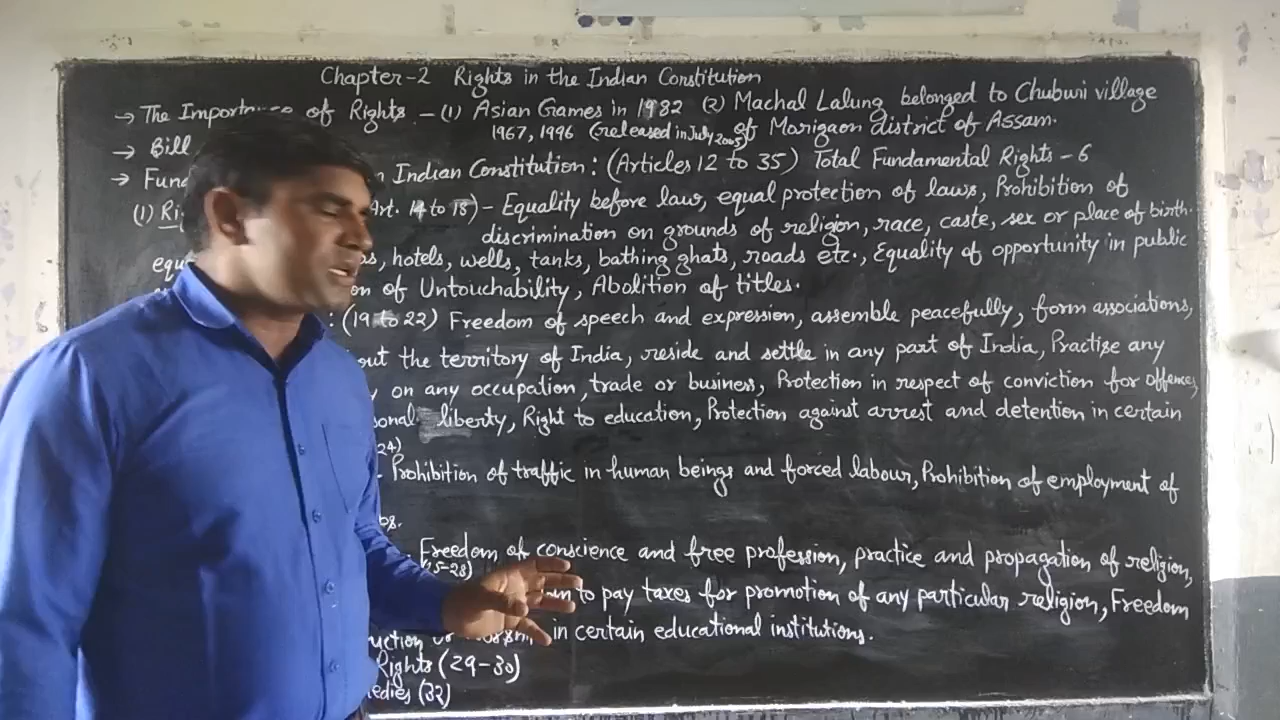 Chapter-2 Rights in the Indian Constitution
→ The Importance of Rights - (1) Asian Games in 1982 (2) Machal Lalung belonged to Chuburi village
1967, 1996 (released in July 2005) of Morigaon district of Assam.
→ Bill
→ Fund n Indian Constitution: (Articles 12 to 35) Total Fundamental Rights - 6
(1) Ri Art. 14 to 18) - Equality before law, equal protection of laws, Prohibition of
discrimination on grounds of religion, race, caste, sex or place of birth.
equ s, hotels, wells, tanks, bathing ghats, roads etc., Equality of opportunity in public
on of Untouchability, Abolition of titles.
: (19 to 22) Freedom of speech and expression, assemble peacefully, form associations,
out the territory of India, reside and settle in any part of India, Practise any
y on any occupation, trade or business, Protection in respect of conviction for offences,
sonal liberty, Right to education, Protection against arrest and detention in certain
24)
- Prohibition of traffic in human beings and forced labour, Prohibition of employment of
bs.
- Freedom of conscience and free profession, practice and propagation of religion,
5-28)
to pay taxes for promotion of any particular religion, Freedom
uction in certain educational institutions.
Rights (29-30)
edies (32)